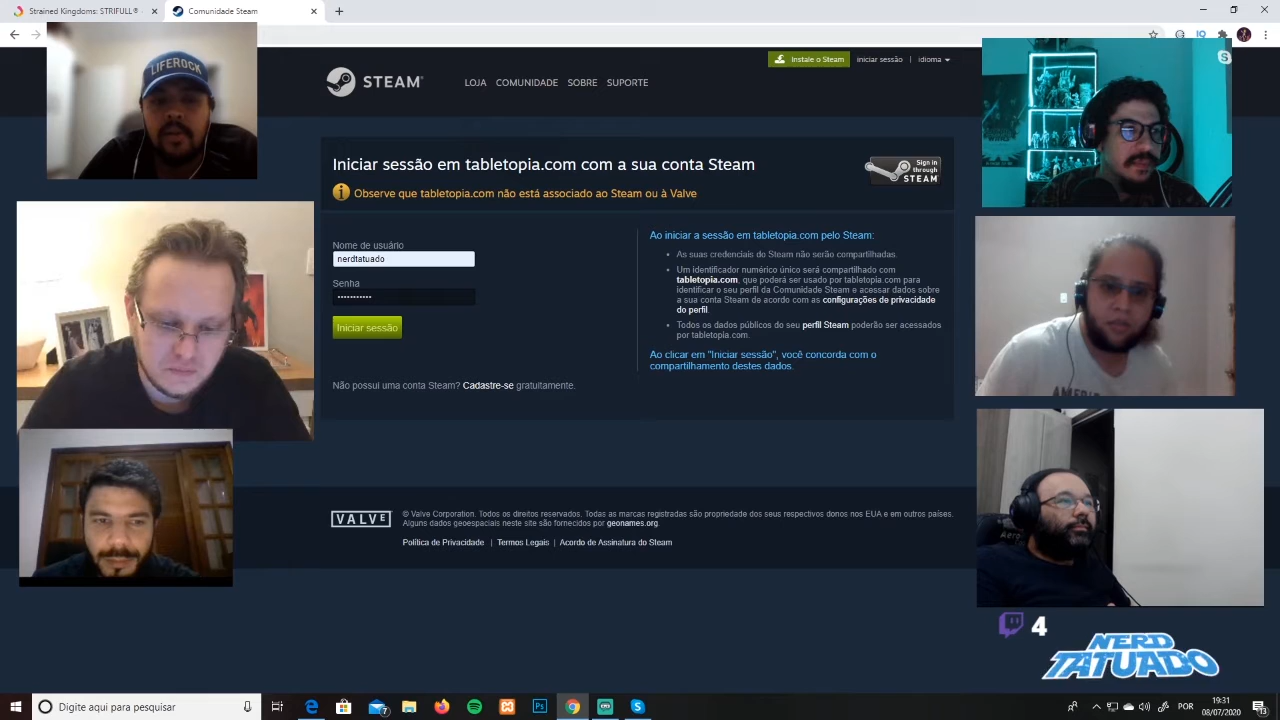 Strained Kingdoms: STRIFULL®
Comunidade Steam
LIFEROCK
STEAM®
LOJA COMUNIDADE SOBRE SUPORTE
Instale o Steam
iniciar sessão | idioma
Iniciar sessão em tabletopia.com com a sua conta Steam
Observe que tabletopia.com não está associado ao Steam ou à Valve
Sign in
through
STEAM
Nome de usuário
nerdtatuado
Senha
Iniciar sessão
Não possui uma conta Steam? Cadastre-se gratuitamente.
Ao iniciar a sessão em tabletopia.com pelo Steam:
As suas credenciais do Steam não serão compartilhadas.
Um identificador numérico único será compartilhado com
tabletopia.com, que poderá ser usado por tabletopia.com para
identificar o seu perfil da Comunidade Steam e acessar dados sobre
a sua conta Steam de acordo com as configurações de privacidade
do perfil.
Todos os dados públicos do seu perfil Steam poderão ser acessados
por tabletopia.com.
Ao clicar em "Iniciar sessão", você concorda com o
compartilhamento destes dados.
VALVE
© Valve Corporation. Todos os direitos reservados. Todas as marcas registradas são propriedade dos seus respectivos donos nos EUA e em outros países.
Alguns dados geoespaciais neste site são fornecidos por geonames.org.
Política de Privacidade | Termos Legais | Acordo de Assinatura do Steam
4
NERD
TATUADO
Digite aqui para pesquisar
POR
19:31
08/07/2020